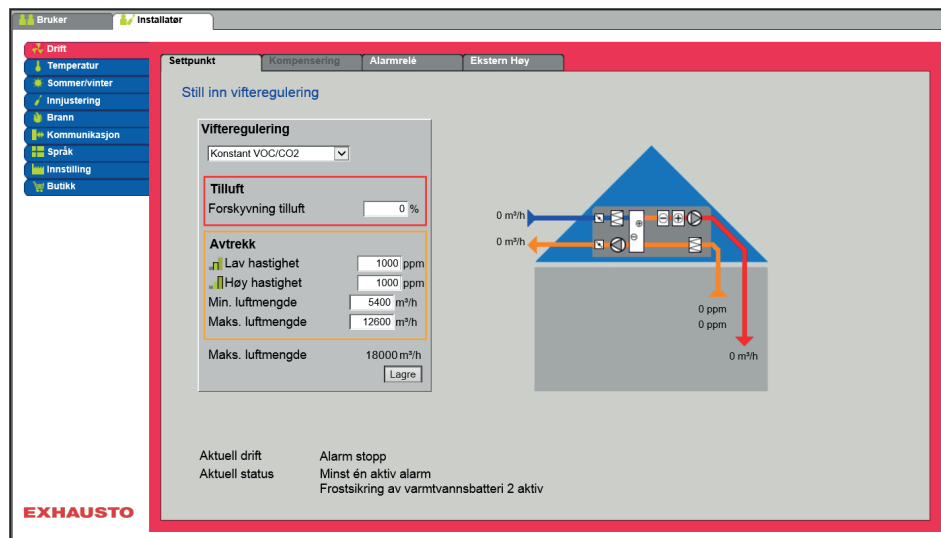 Bruker
Installatør
Drift
Temperatur
Sommer/vinter
Innjustering
Brann
Kommunikasjon
Språk
Innstilling
Butikk
Settpunkt
Kompensering
Alarmrelé
Ekstern Høy
Still inn vifteregulering
Vifteregulering
Konstant VOC/CO2
Tilluft
Forskyvning tilluft 0 %
Avtrekk
Lav hastighet 1000 ppm
Høy hastighet 1000 ppm
Min. luftmengde 5400 m³/h
Maks. luftmengde 12600 m³/h
Maks. luftmengde 18000 m³/h
Lagre
0 m³/h
0 m³/h
0 ppm
0 ppm
0 m³/h
Aktuell drift Alarm stopp
Aktuell status Minst én aktiv alarm
Frostsikring av varmtvannsbatteri 2 aktiv
EXHAUSTO